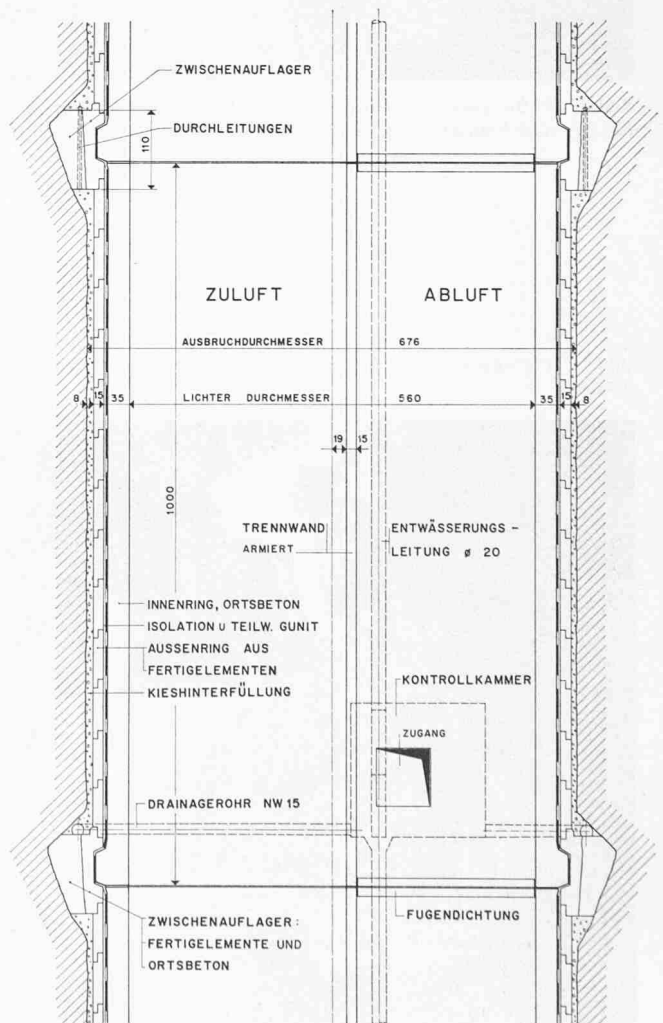 ZWISCHENAUFLAGER
DURCHLEITUNGEN
110
ZULUFT
ABLUFT
AUSBRUCHDURCHMESSER 676
8 15 35 LICHTER DURCHMESSER 560 35 15 8
19 15
1000
TRENNWAND
ARMIERT
ENTWÄSSERUNGS -
LEITUNG ø 20
INNENRING, ORTSBETON
ISOLATION u TEILW. GUNIT
AUSSENRING AUS
FERTIGELEMENTEN
KIESHINTERFÜLLUNG
KONTROLLKAMMER
ZUGANG
DRAINAGEROHR NW 15
ZWISCHENAUFLAGER:
FERTIGELEMENTE UND
ORTSBETON
FUGENDICHTUNG